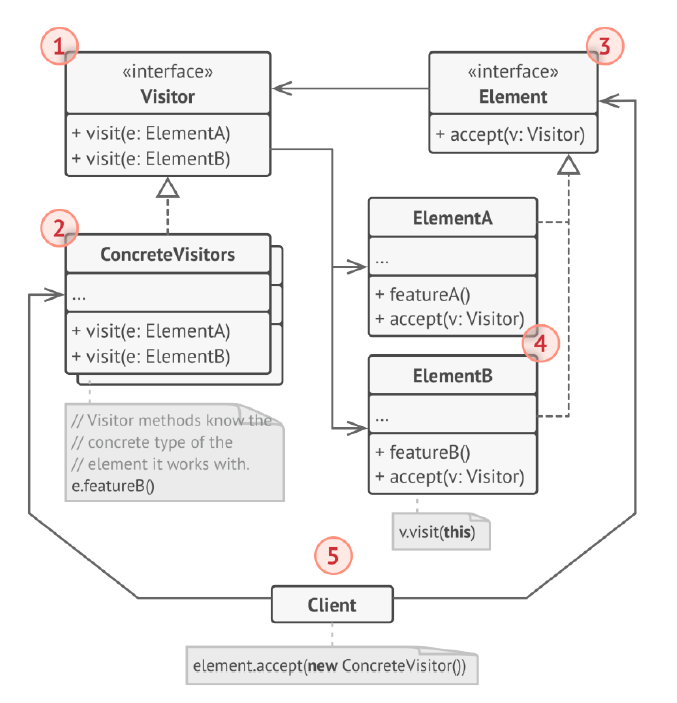 1
«interface»
Visitor
+ visit(e: ElementA)
+ visit(e: ElementB)
3
«interface»
Element
+ accept(v: Visitor)
2
ConcreteVisitors
...
+ visit(e: ElementA)
+ visit(e: ElementB)
// Visitor methods know the
// concrete type of the
// element it works with.
e.featureB()
ElementA
...
+ featureA()
+ accept(v: Visitor)
4
ElementB
...
+ featureB()
+ accept(v: Visitor)
v.visit(this)
5
Client
element.accept(new ConcreteVisitor())